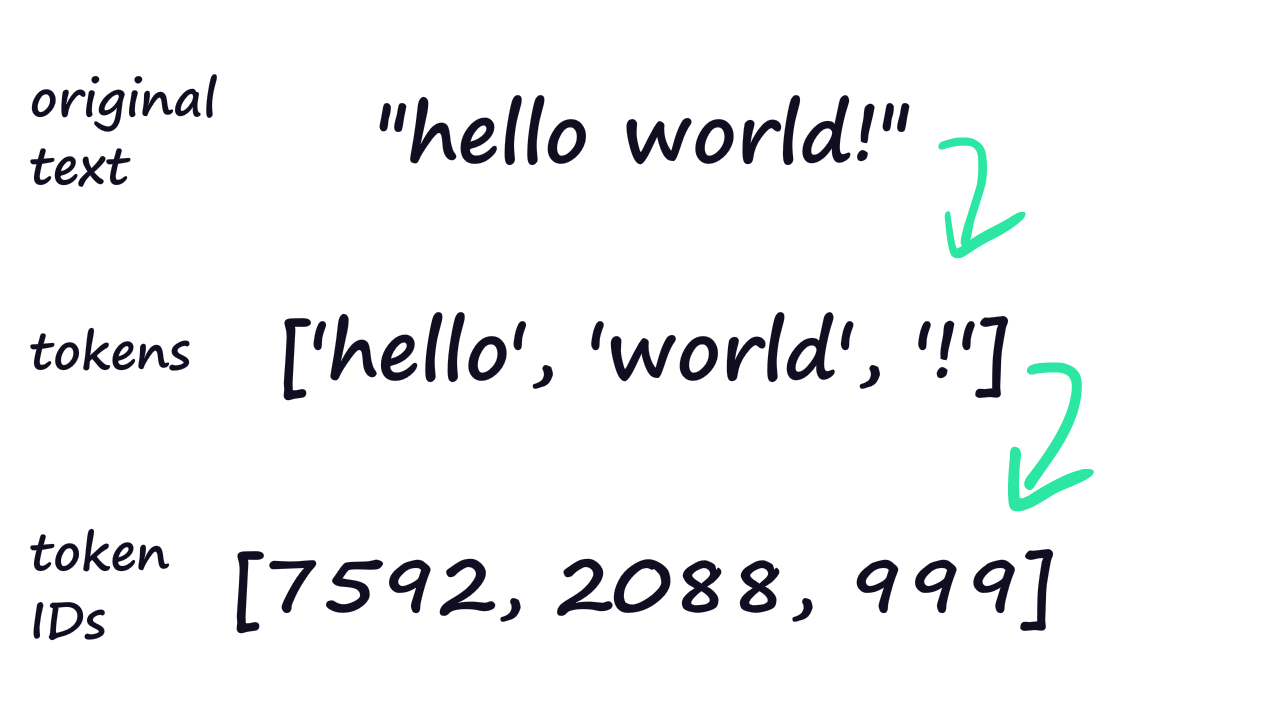 original
text
"hello world!"
tokens
['hello', 'world', '!']
token
IDs
[7592, 2088, 999]